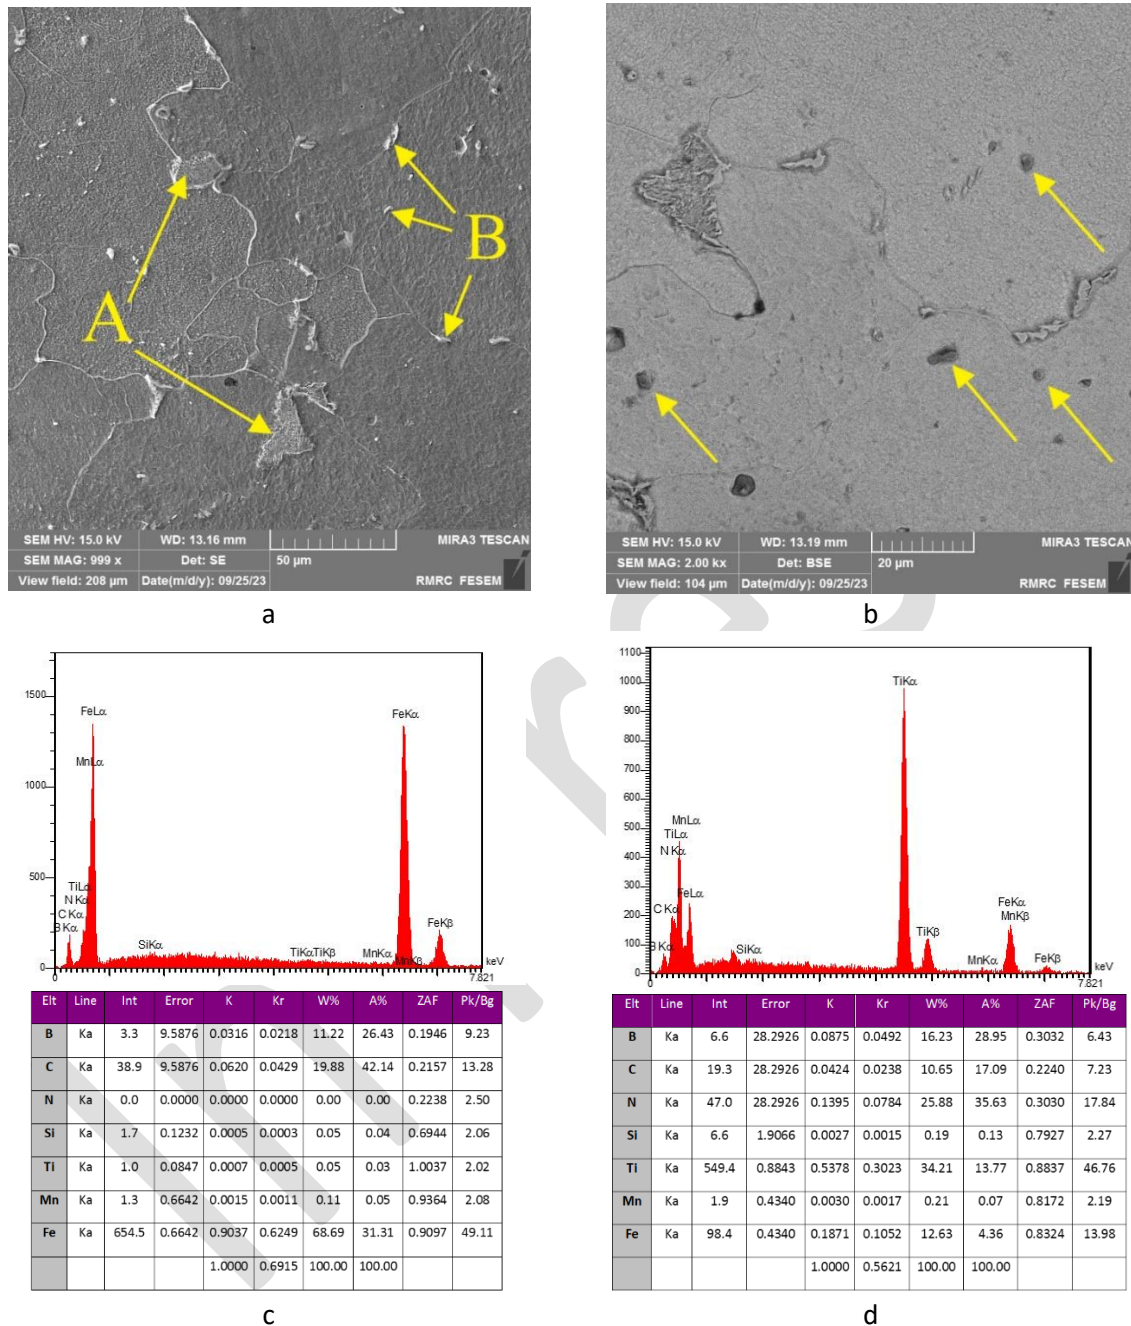 A
B
SEM HV: 15.0 kV WD: 13.16 mm MIRA3 TESCAN
SEM MAG: 999 x Det: SE 50 µm
View field: 208 µm Date(m/d/y): 09/25/23 RMRC FESEM
a
SEM HV: 15.0 kV WD: 13.19 mm MIRA3 TESCAN
SEM MAG: 2.00 kx Det: BSE 20 µm
View field: 104 µm Date(m/d/y): 09/25/23 RMRC FESEM
b
1500
1000
500
0
FeLα
MnLα
TiLα
N Kα
C Kα
B Kα
SiKα
TiKα TiKβ
MnKα
FeKα
MnKβ
FeKβ
0
keV
7.821
Elt Line Int Error K Kr W% A% ZAF Pk/Bg
B Ka 3.3 9.5876 0.0316 0.0218 11.22 26.43 0.1946 9.23
C Ka 38.9 9.5876 0.0620 0.0429 19.88 42.14 0.2157 13.28
N Ka 0.0 0.0000 0.0000 0.0000 0.00 0.00 0.2238 2.50
Si Ka 1.7 0.1232 0.0005 0.0003 0.05 0.04 0.6944 2.06
Ti Ka 1.0 0.0847 0.0007 0.0005 0.05 0.03 1.0037 2.02
Mn Ka 1.3 0.6642 0.0015 0.0011 0.11 0.05 0.9364 2.08
Fe Ka 654.5 0.6642 0.9037 0.6249 68.69 31.31 0.9097 49.11
1.0000 0.6915 100.00 100.00
c
1100
1000
900
800
700
600
500
400
300
200
100
0
TiKα
MnLα
TiLα
N Kα
FeLα
C Kα
B Kα
SiKα
TiKβ
FeKα
MnKβ
MnKα
FeKβ
0
keV
7.821
Elt Line Int Error K Kr W% A% ZAF Pk/Bg
B Ka 6.6 28.2926 0.0875 0.0492 16.23 28.95 0.3032 6.43
C Ka 19.3 28.2926 0.0424 0.0238 10.65 17.09 0.2240 7.23
N Ka 47.0 28.2926 0.1395 0.0784 25.88 35.63 0.3030 17.84
Si Ka 6.6 1.9066 0.0027 0.0015 0.19 0.13 0.7927 2.27
Ti Ka 549.4 0.8843 0.5378 0.3023 34.21 13.77 0.8837 46.76
Mn Ka 1.9 0.4340 0.0030 0.0017 0.21 0.07 0.8172 2.19
Fe Ka 98.4 0.4340 0.1871 0.1052 12.63 4.36 0.8324 13.98
1.0000 0.5621 100.00 100.00
d